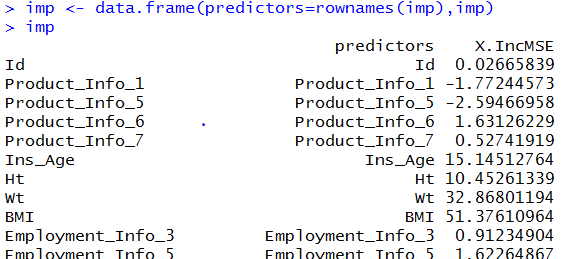 > imp <- data.frame(predictors=rownames(imp),imp)
> imp
predictors X.IncMSE
Id Id 0.02665839
Product_Info_1 Product_Info_1 -1.77244573
Product_Info_5 Product_Info_5 -2.59466958
Product_Info_6 Product_Info_6 1.63126229
Product_Info_7 Product_Info_7 0.52741919
Ins_Age Ins_Age 15.14512764
Ht Ht 10.45261339
Wt Wt 32.86801194
BMI BMI 51.37610964
Employment_Info_3 Employment_Info_3 0.91234904
Employment_Info_5 Employment_Info_5 1.62264867